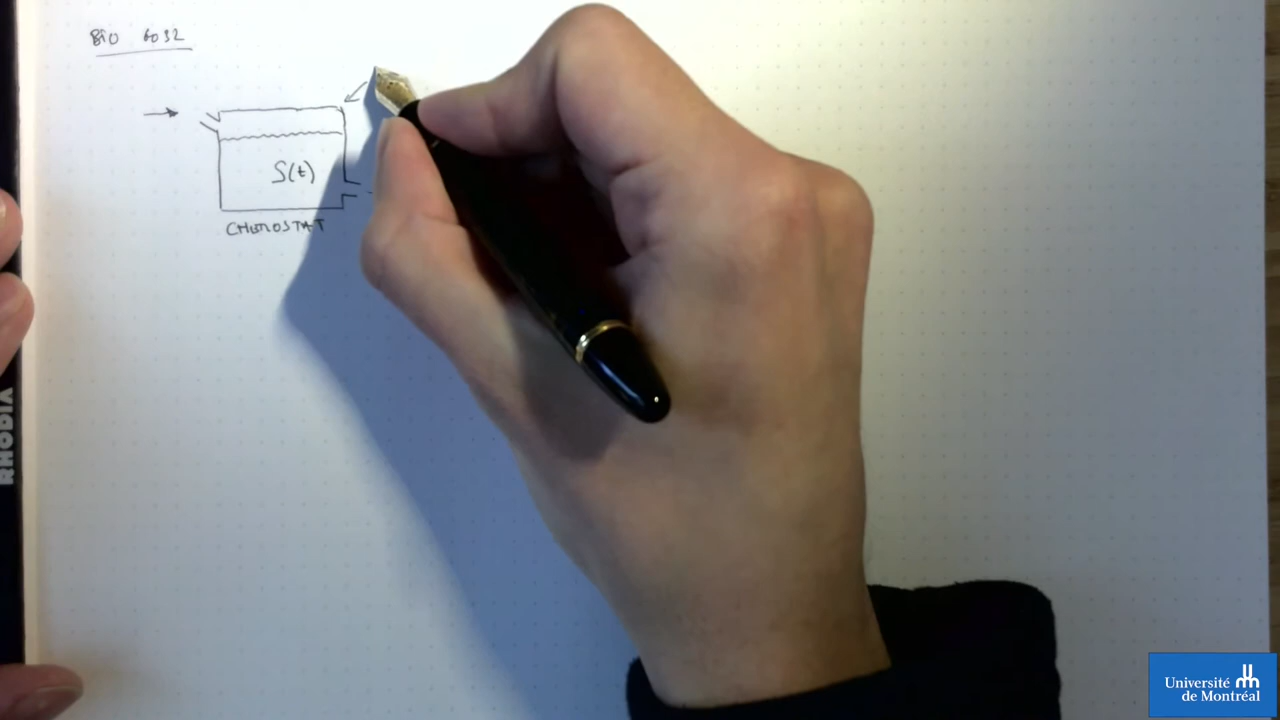 BIO 6032
S(t)
CHEMOSTAT
RHODIA
Université
de Montréal